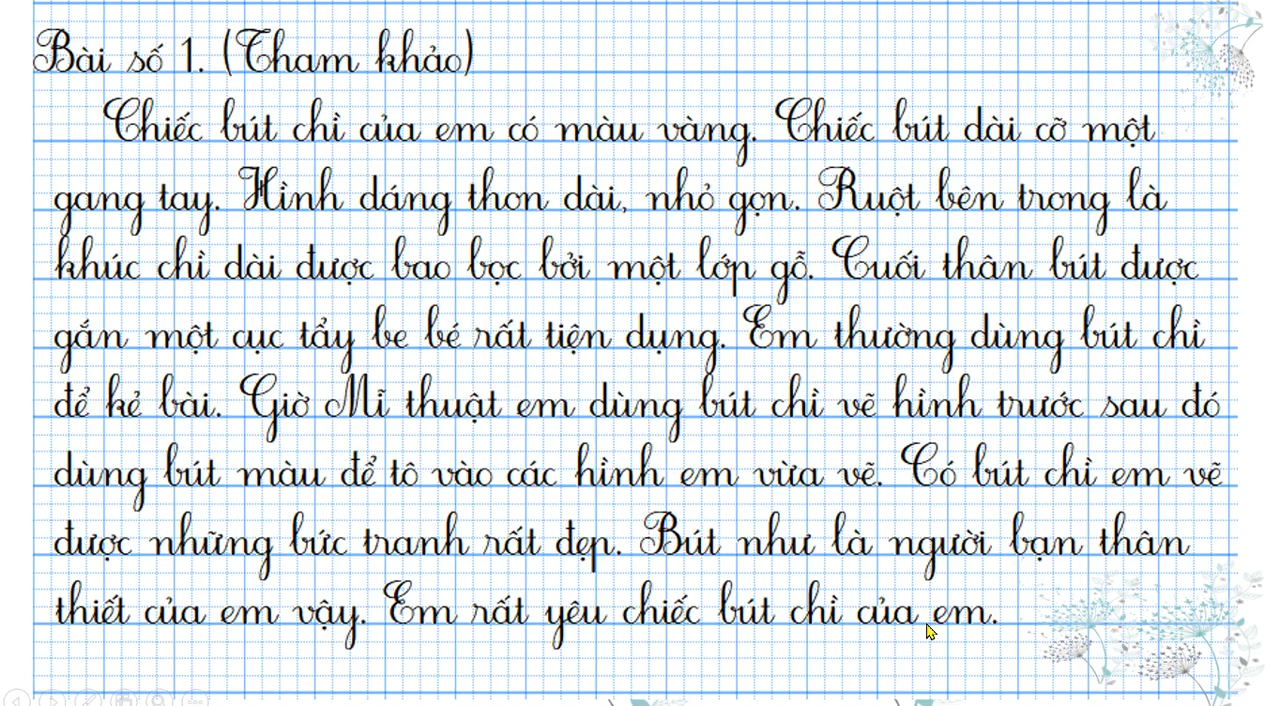 Bài số 1. (Tham khảo)
Chiếc bút chì của em có màu vàng. Chiếc bút dài cỡ một
gang tay. Hình dáng thon dài, nhỏ gọn. Ruột bên trong là
khúc chì dài được bao bọc bởi một lớp gỗ. Cuối thân bút được
gắn một cục tẩy be bé rất tiện dụng. Em thường dùng bút chì
để kẻ bài. Giờ Mĩ thuật em dùng bút chì vẽ hình trước sau đó
dùng bút màu để tô vào các hình em vừa vẽ. Có bút chì em vẽ
được những bức tranh rất đẹp. Bút như là người bạn thân
thiết của em vậy. Em rất yêu chiếc bút chì của em.